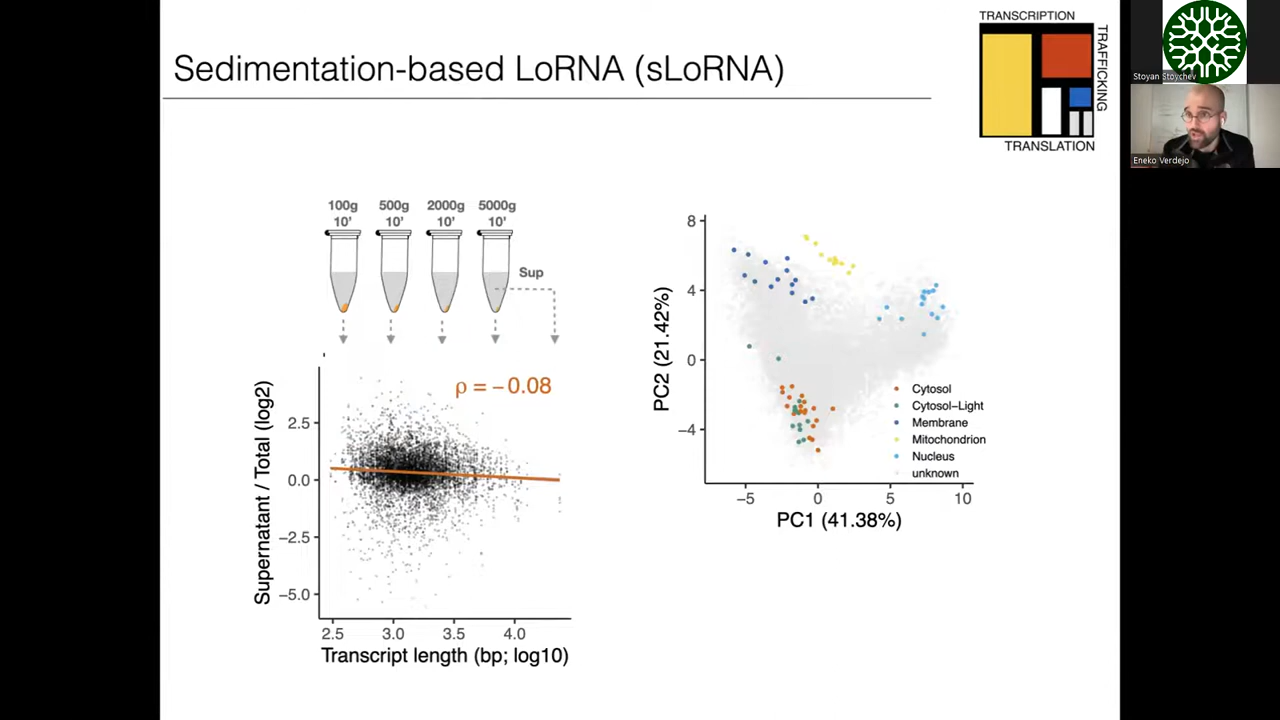 Sedimentation-based LoRNA (sLoRNA)
TRANSCRIPTION
TRAFFICKING
TRANSLATION
Stoyan Stoychev
Eneko Verdejo
100g 500g 2000g 5000g
10' 10' 10' 10'
Sup
ρ = −0.08
Supernatant / Total (log2)
2.5
0.0
−2.5
−5.0
2.5 3.0 3.5 4.0
Transcript length (bp; log10)
PC2 (21.42%)
8
4
0
−4
Cytosol
Cytosol−Light
Membrane
Mitochondrion
Nucleus
unknown
−5 0 5 10
PC1 (41.38%)